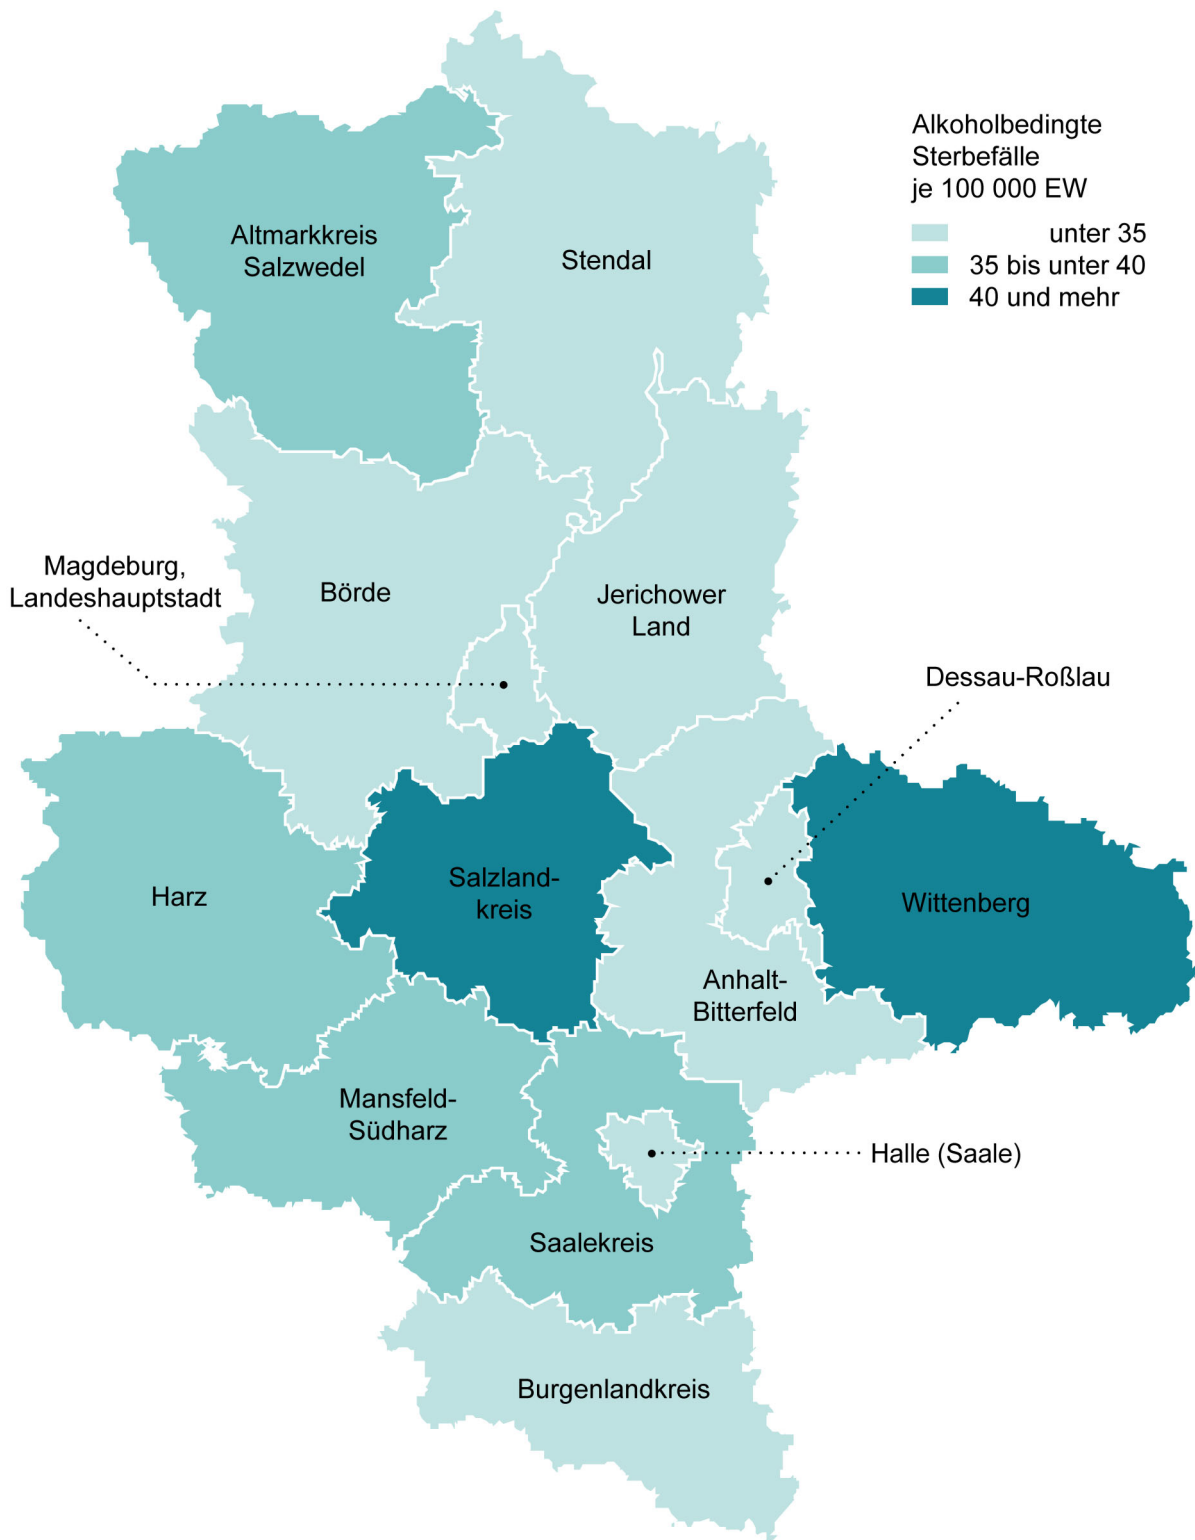 Alkoholbedingte
Sterbefälle
je 100 000 EW
unter 35
35 bis unter 40
40 und mehr
Altmarkkreis
Salzwedel
Stendal
Magdeburg,
Landeshauptstadt
Börde
Jerichower
Land
Dessau-Roßlau
Harz
Salzland-
kreis
Wittenberg
Anhalt-
Bitterfeld
Mansfeld-
Südharz
Halle (Saale)
Saalekreis
Burgenlandkreis